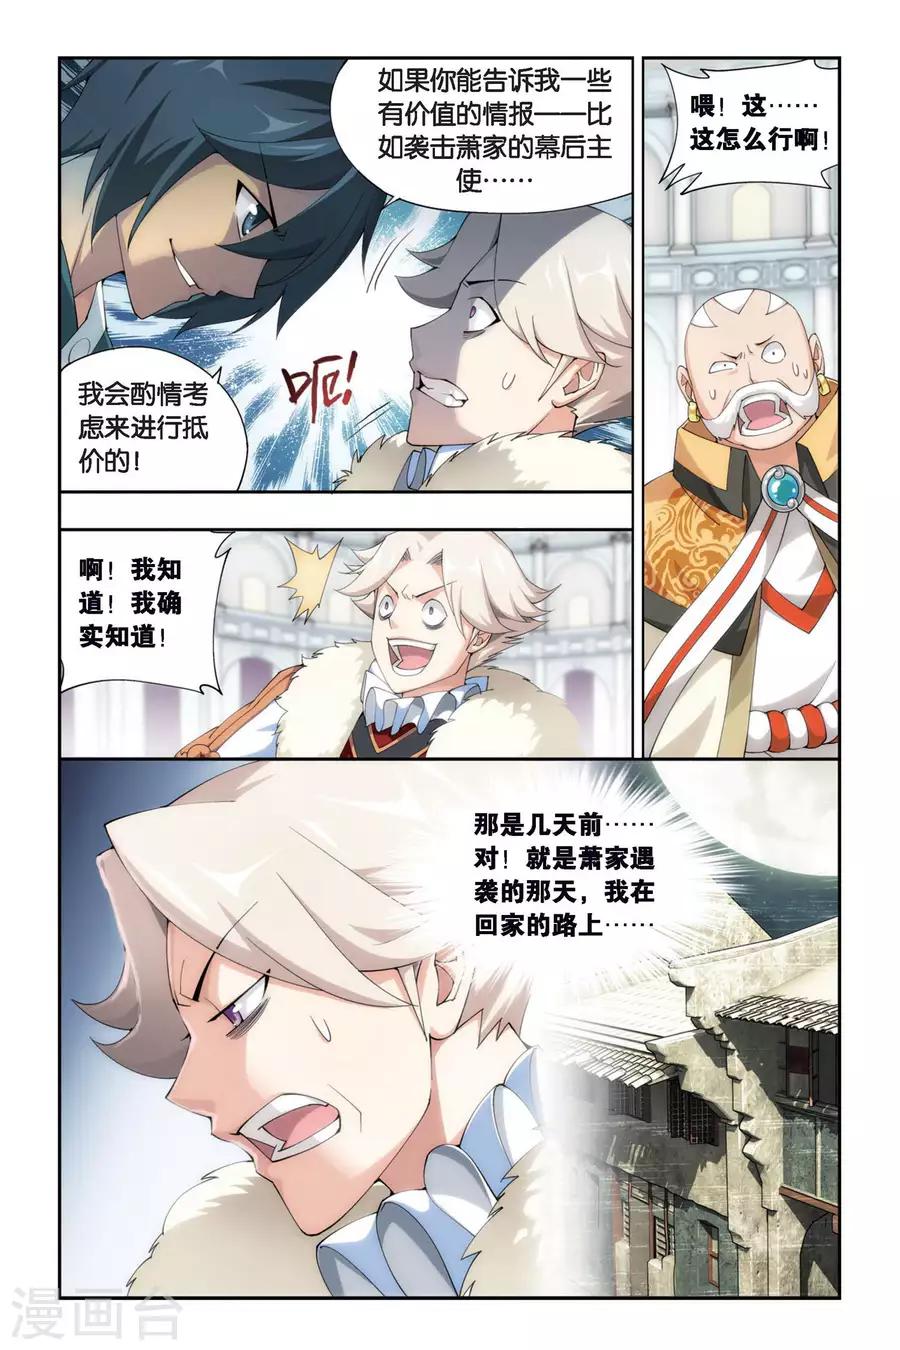 如果你能告诉我一些
有价值的情报——比
如袭击萧家的幕后主
使……
呃！
我会酌情考
虑来进行抵
价的！
喂！这……
这怎么行啊！
啊！我知
道！我确
实知道！
那是几天前……
对！就是萧家遇
袭的那天，我在
回家的路上……
漫画台